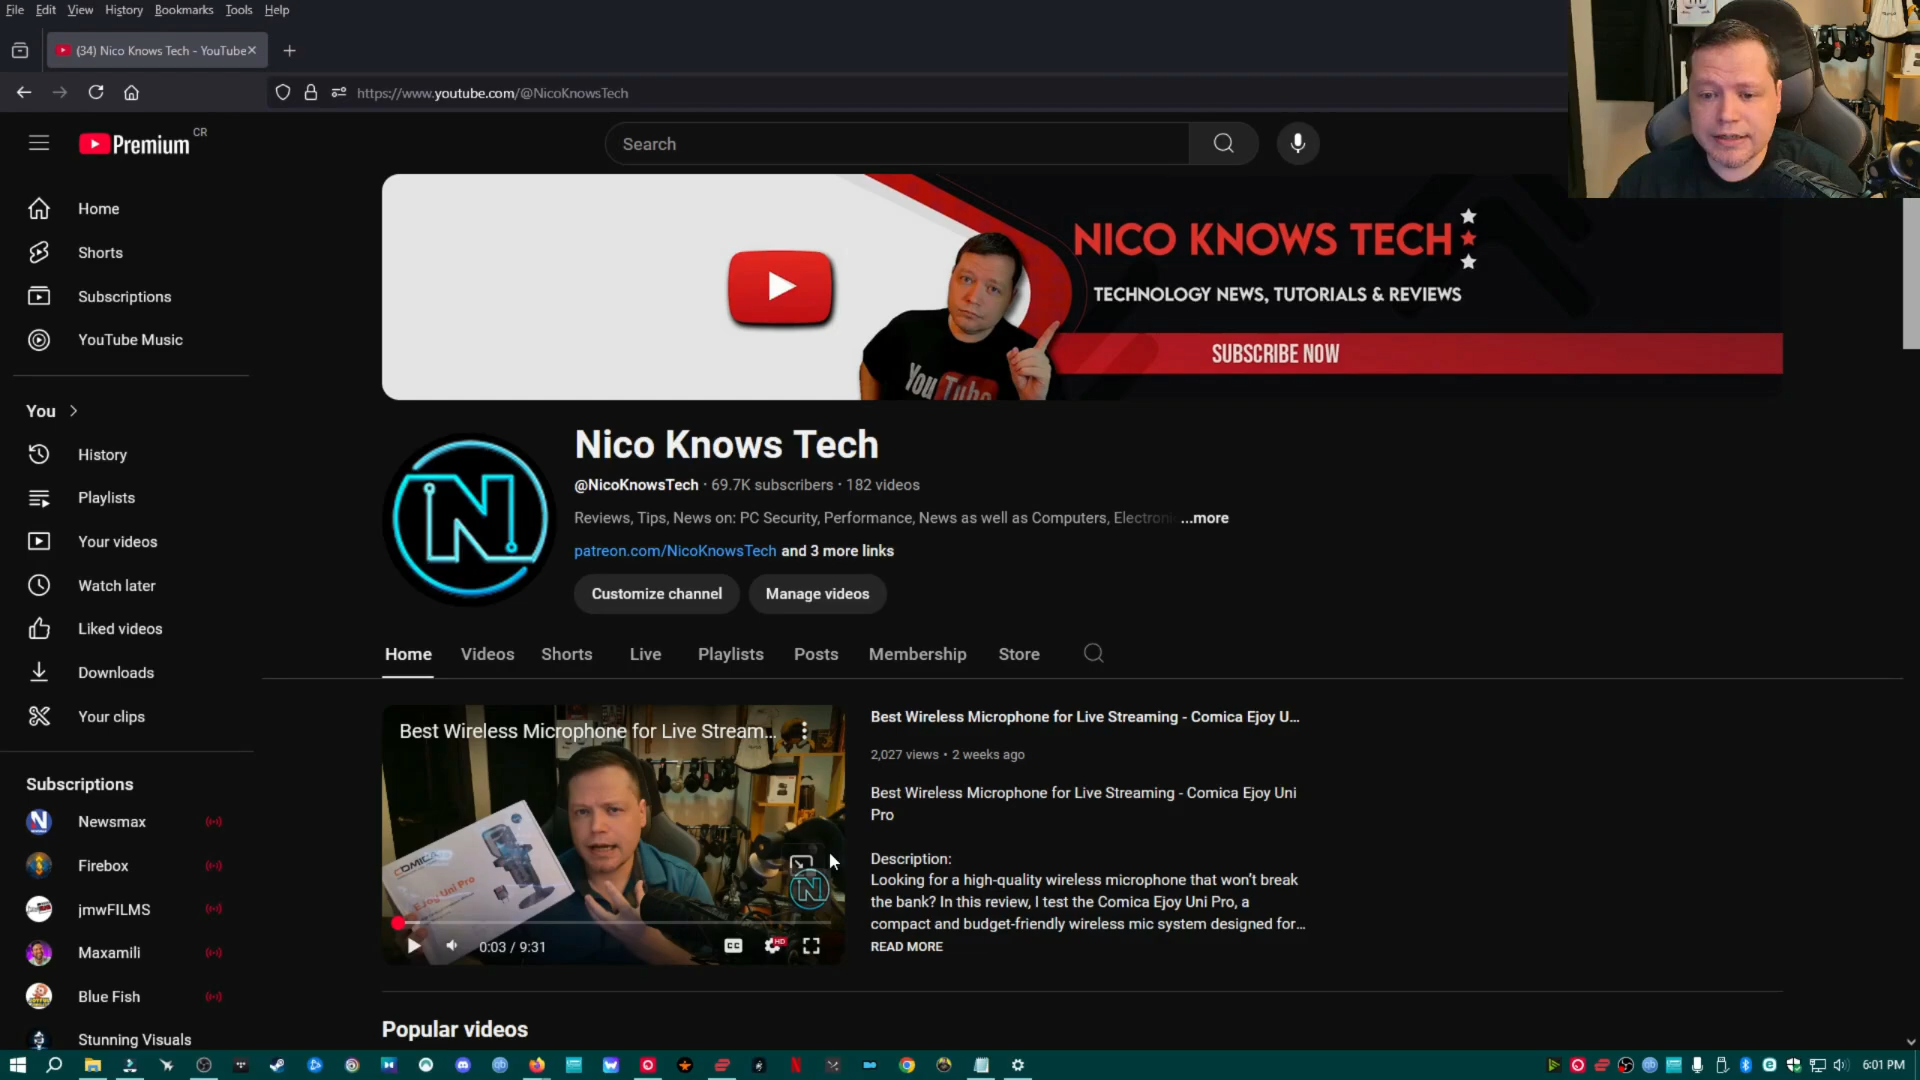 File Edit View History Bookmarks Tools Help
(34) Nico Knows Tech - YouTube
https://www.youtube.com/@NicoKnowsTech
Premium CR
Search
Home
Shorts
Subscriptions
YouTube Music
You
History
Playlists
Your videos
Watch later
Liked videos
Downloads
Your clips
Subscriptions
Newsmax
Firebox
jmwFILMS
Maxamili
Blue Fish
Stunning Visuals
NICO KNOWS TECH
TECHNOLOGY NEWS, TUTORIALS & REVIEWS
SUBSCRIBE NOW
You Tube
Nico Knows Tech
@NicoKnowsTech · 69.7K subscribers · 182 videos
Reviews, Tips, News on: PC Security, Performance, News as well as Computers, Electroni ...more
patreon.com/NicoKnowsTech and 3 more links
Customize channel Manage videos
Home Videos Shorts Live Playlists Posts Membership Store
Best Wireless Microphone for Live Stream...
COMICA
Ejoy Uni Pro
N
0:03 / 9:31
CC HD
Best Wireless Microphone for Live Streaming - Comica Ejoy U...
2,027 views • 2 weeks ago
Best Wireless Microphone for Live Streaming - Comica Ejoy Uni
Pro
Description:
Looking for a high-quality wireless microphone that won't break
the bank? In this review, I test the Comica Ejoy Uni Pro, a
compact and budget-friendly wireless mic system designed for...
READ MORE
Popular videos
6:01 PM